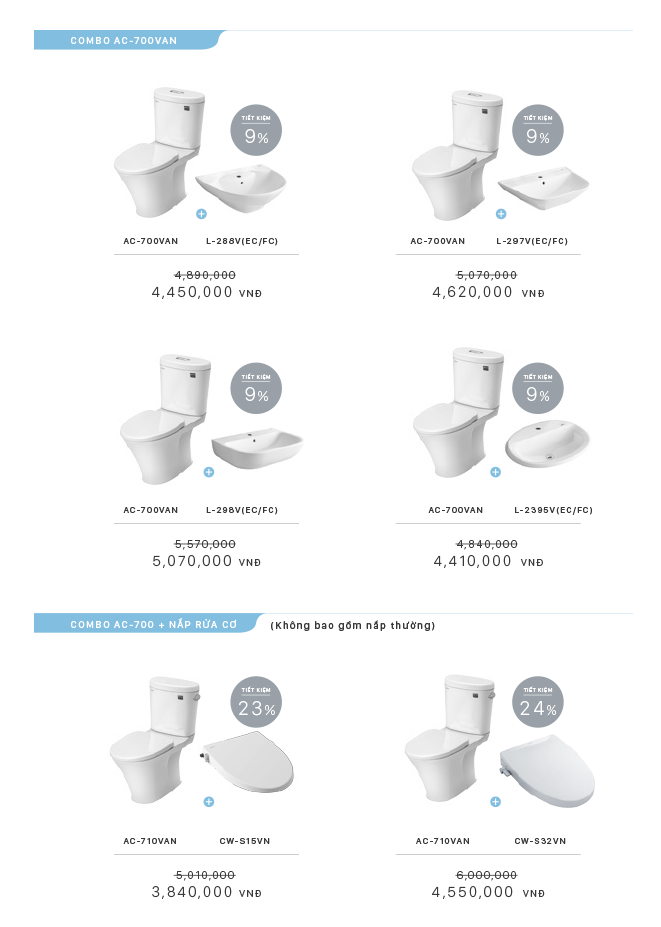 COMBO AC-700VAN
TIẾT KIỆM
9%
AC-700VAN L-288V(EC/FC)
4,890,000
4,450,000 VNĐ
TIẾT KIỆM
9%
AC-700VAN L-297V(EC/FC)
5,070,000
4,620,000 VNĐ
TIẾT KIỆM
9%
AC-700VAN L-298V(EC/FC)
5,570,000
5,070,000 VNĐ
TIẾT KIỆM
9%
AC-700VAN L-2395V(EC/FC)
4,840,000
4,410,000 VNĐ
COMBO AC-700 + NẮP RỬA CƠ (Không bao gồm nắp thường)
TIẾT KIỆM
23%
AC-710VAN CW-S15VN
5,010,000
3,840,000 VNĐ
TIẾT KIỆM
24%
AC-710VAN CW-S32VN
6,000,000
4,550,000 VNĐ